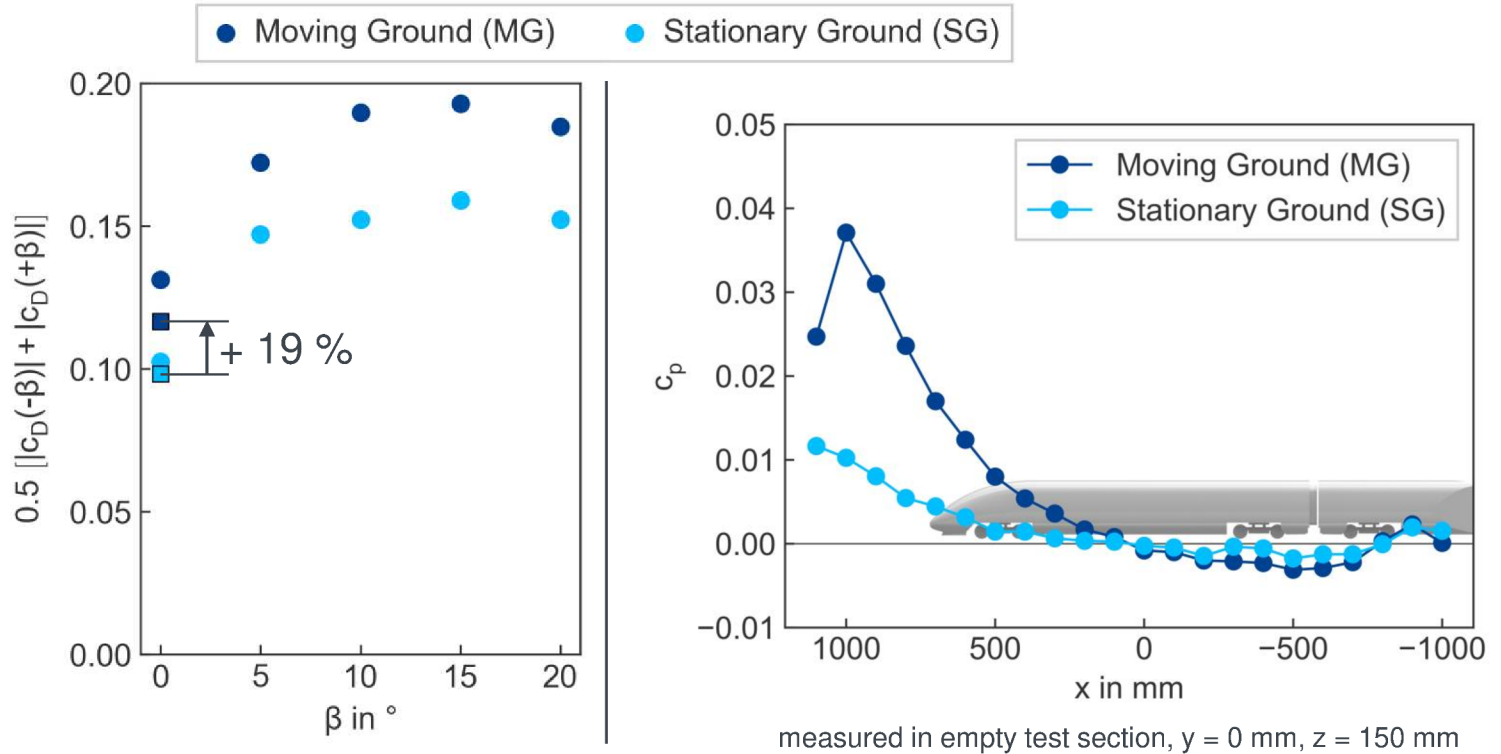 Moving Ground (MG)
Stationary Ground (SG)
0.20
0.15
0.10
0.05
0.00
0.5 [|c_D(-β)| + |c_D(+β)|]
+ 19 %
0 5 10 15 20
β in °
0.05
0.04
0.03
0.02
0.01
0.00
−0.01
c_p
Moving Ground (MG)
Stationary Ground (SG)
1000 500 0 −500 −1000
x in mm
measured in empty test section, y = 0 mm, z = 150 mm